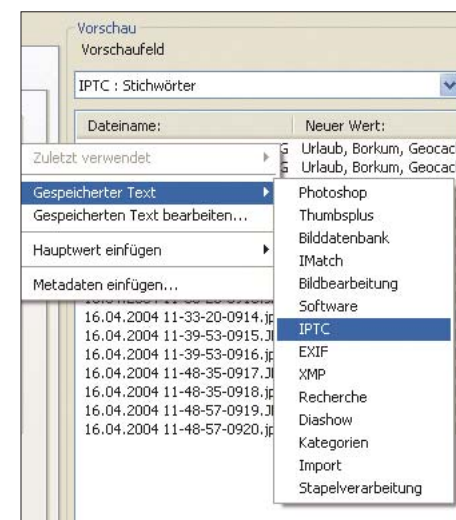 Vorschau
Vorschaufeld
IPTC : Stichwörter
Dateiname:
Neuer Wert:
G Urlaub, Borkum, Geocac
G Urlaub, Borkum, Geocac
Zuletzt verwendet
Gespeicherter Text
Gespeicherten Text bearbeiten...
Hauptwert einfügen
Metadaten einfügen...
Photoshop
Thumbsplus
Bilddatenbank
IMatch
Bildbearbeitung
Software
IPTC
EXIF
XMP
Recherche
Diashow
Kategorien
Import
Stapelverarbeitung
16.04.2004 11-33-20-0914.jp
16.04.2004 11-39-53-0915.J
16.04.2004 11-39-53-0916.jp
16.04.2004 11-48-35-0917.J
16.04.2004 11-48-35-0918.jp
16.04.2004 11-48-57-0919.J
16.04.2004 11-48-57-0920.jp